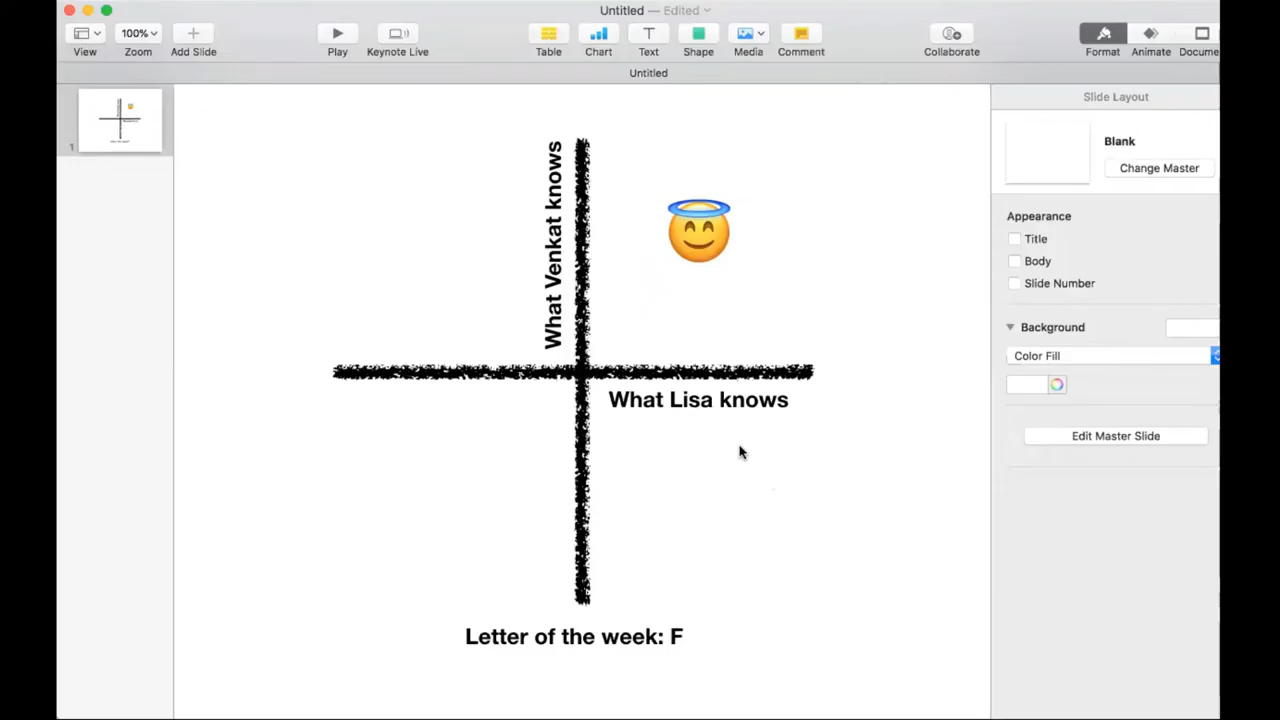 Untitled — Edited
100%
View
Zoom
Add Slide
Play
Keynote Live
Table
Chart
Text
Shape
Media
Comment
Collaborate
Format
Animate
Docume
Untitled
1
What Venkat knows
What Lisa knows
Letter of the week: F
Slide Layout
Blank
Change Master
Appearance
Title
Body
Slide Number
Background
Color Fill
Edit Master Slide